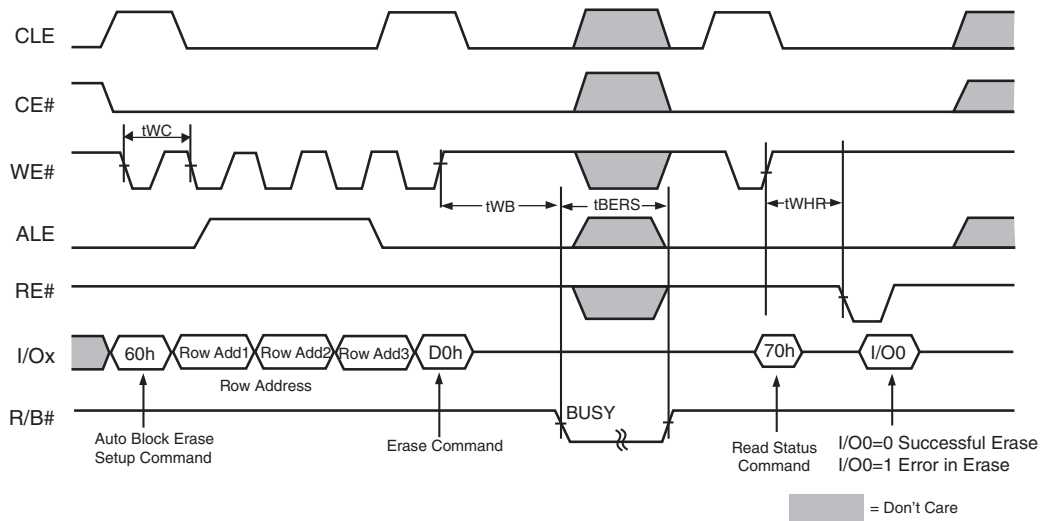 CLE
CE#
tWC
WE#
tWB
tBERS
tWHR
ALE
RE#
I/Ox
60h
Row Add1
Row Add2
Row Add3
D0h
70h
I/O0
Row Address
R/B#
BUSY
Auto Block Erase
Setup Command
Erase Command
Read Status
Command
I/O0=0 Successful Erase
I/O0=1 Error in Erase
= Don't Care